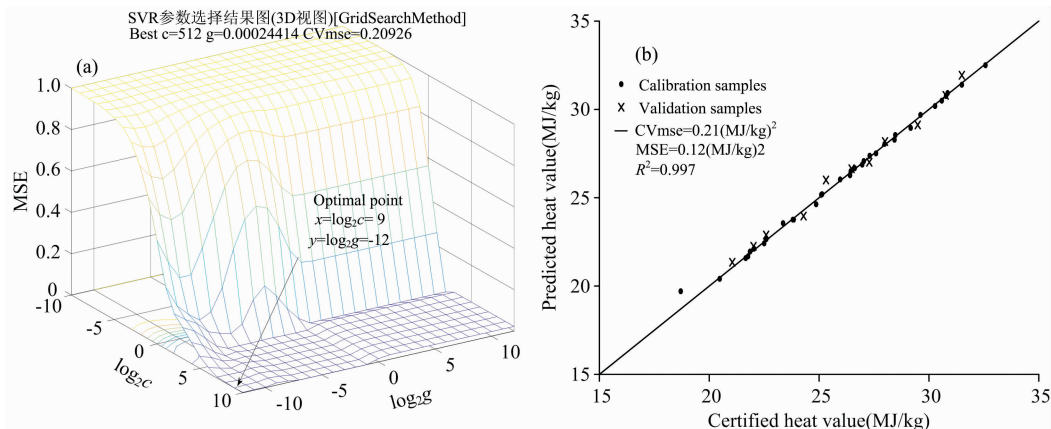 SVR参数选择结果图(3D视图)[GridSearchMethod]
Best c=512 g=0.00024414 CVmse=0.20926
(a)
1.0
0.8
0.6
0.4
0.2
0
MSE
Optimal point
x=log₂c= 9
y=log₂g=-12
-10
-5
0
5
10
log₂c
-10
-5
0
5
10
log₂g
(b)
Calibration samples
Validation samples
CVmse=0.21(MJ/kg)²
MSE=0.12(MJ/kg)2
R²=0.997
35
30
25
20
15
Predicted heat value(MJ/kg)
15
20
25
30
35
Certified heat value(MJ/kg)